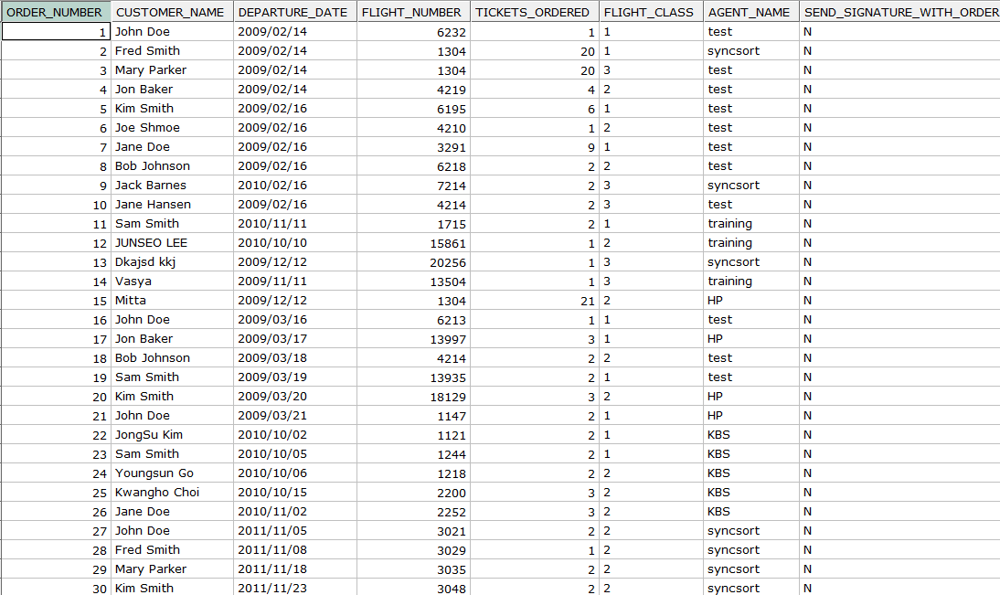 ORDER_NUMBER CUSTOMER_NAME DEPARTURE_DATE FLIGHT_NUMBER TICKETS_ORDERED FLIGHT_CLASS AGENT_NAME SEND_SIGNATURE_WITH_ORDER
1 John Doe 2009/02/14 6232 1 1 test N
2 Fred Smith 2009/02/14 1304 20 1 syncsort N
3 Mary Parker 2009/02/14 1304 20 3 test N
4 Jon Baker 2009/02/14 4219 4 2 test N
5 Kim Smith 2009/02/16 6195 6 1 test N
6 Joe Shmoe 2009/02/16 4210 1 2 test N
7 Jane Doe 2009/02/16 3291 9 1 test N
8 Bob Johnson 2009/02/16 6218 2 2 test N
9 Jack Barnes 2010/02/16 7214 2 3 syncsort N
10 Jane Hansen 2009/02/16 4214 2 3 test N
11 Sam Smith 2010/11/11 1715 2 1 training N
12 JUNSEO LEE 2010/10/10 15861 1 2 training N
13 Dkajsd kkj 2009/12/12 20256 1 3 syncsort N
14 Vasya 2009/11/11 13504 1 3 training N
15 Mitta 2009/12/12 1304 21 2 HP N
16 John Doe 2009/03/16 6213 1 1 test N
17 Jon Baker 2009/03/17 13997 3 1 HP N
18 Bob Johnson 2009/03/18 4214 2 2 test N
19 Sam Smith 2009/03/19 13935 2 1 test N
20 Kim Smith 2009/03/20 18129 3 2 HP N
21 John Doe 2009/03/21 1147 2 1 HP N
22 JongSu Kim 2010/10/02 1121 2 1 KBS N
23 Sam Smith 2010/10/05 1244 2 1 KBS N
24 Youngsun Go 2010/10/06 1218 2 2 KBS N
25 Kwangho Choi 2010/10/15 2200 3 2 KBS N
26 Jane Doe 2010/11/02 2252 3 2 KBS N
27 John Doe 2011/11/05 3021 2 2 syncsort N
28 Fred Smith 2011/11/08 3029 1 2 syncsort N
29 Mary Parker 2011/11/18 3035 2 2 syncsort N
30 Kim Smith 2011/11/23 3048 2 2 syncsort N